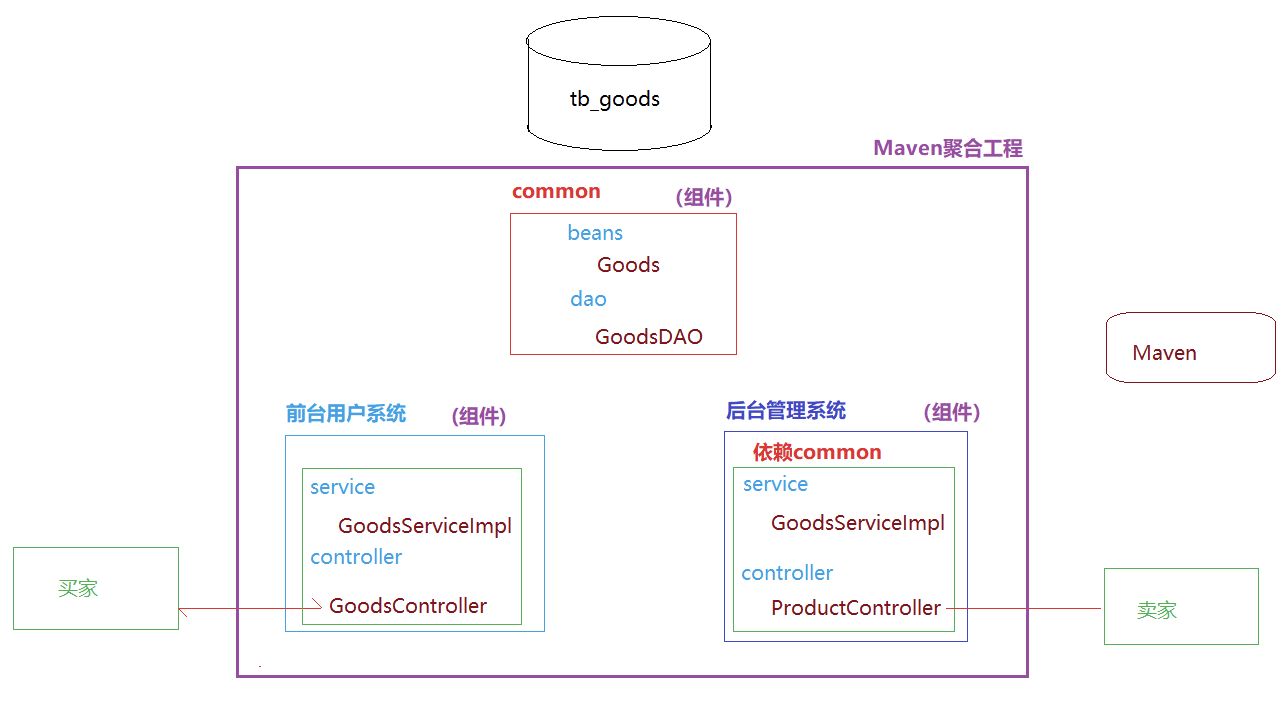 tb_goods
Maven聚合工程
common
(组件)
beans
Goods
dao
GoodsDAO
Maven
前台用户系统
(组件)
后台管理系统
(组件)
依赖common
service
GoodsServiceImpl
controller
GoodsController
service
GoodsServiceImpl
controller
ProductController
买家
卖家